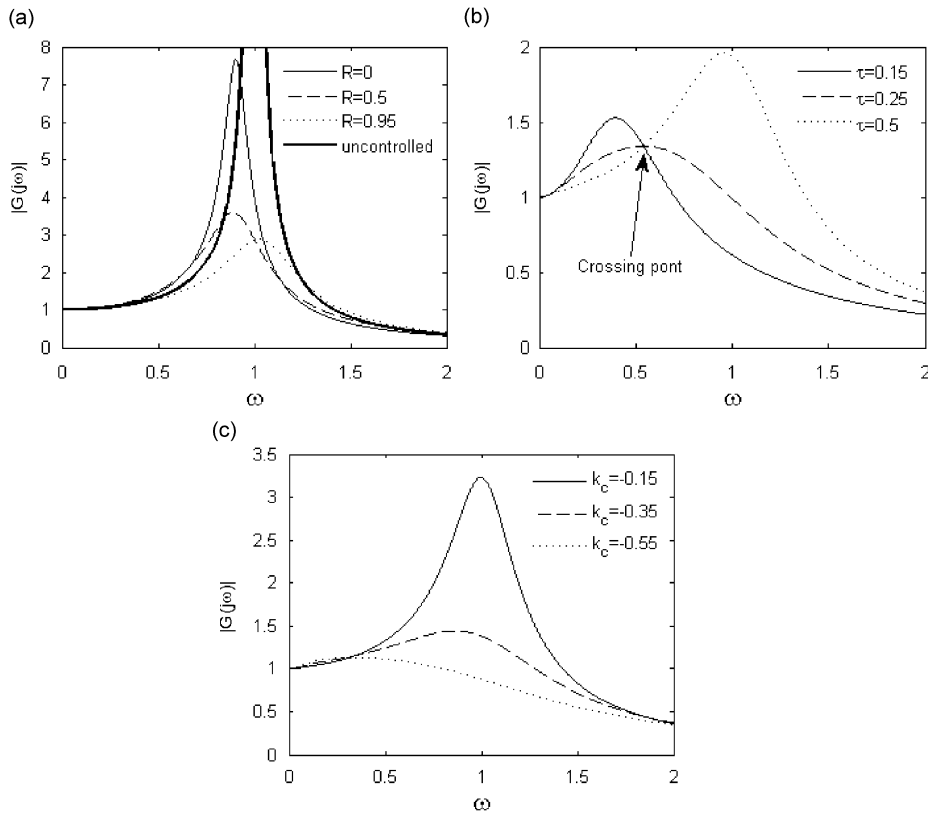 (a)
8
7
6
5
4
3
2
1
0
|G(jω)|
R=0
R=0.5
R=0.95
uncontrolled
0 0.5 1 1.5 2
ω
(b)
2
1.5
1
0.5
0
|G(jω)|
τ=0.15
τ=0.25
τ=0.5
Crossing pont
0 0.5 1 1.5 2
ω
(c)
3.5
3
2.5
2
1.5
1
0.5
0
|G(jω)|
k_c=-0.15
k_c=-0.35
k_c=-0.55
0 0.5 1 1.5 2
ω